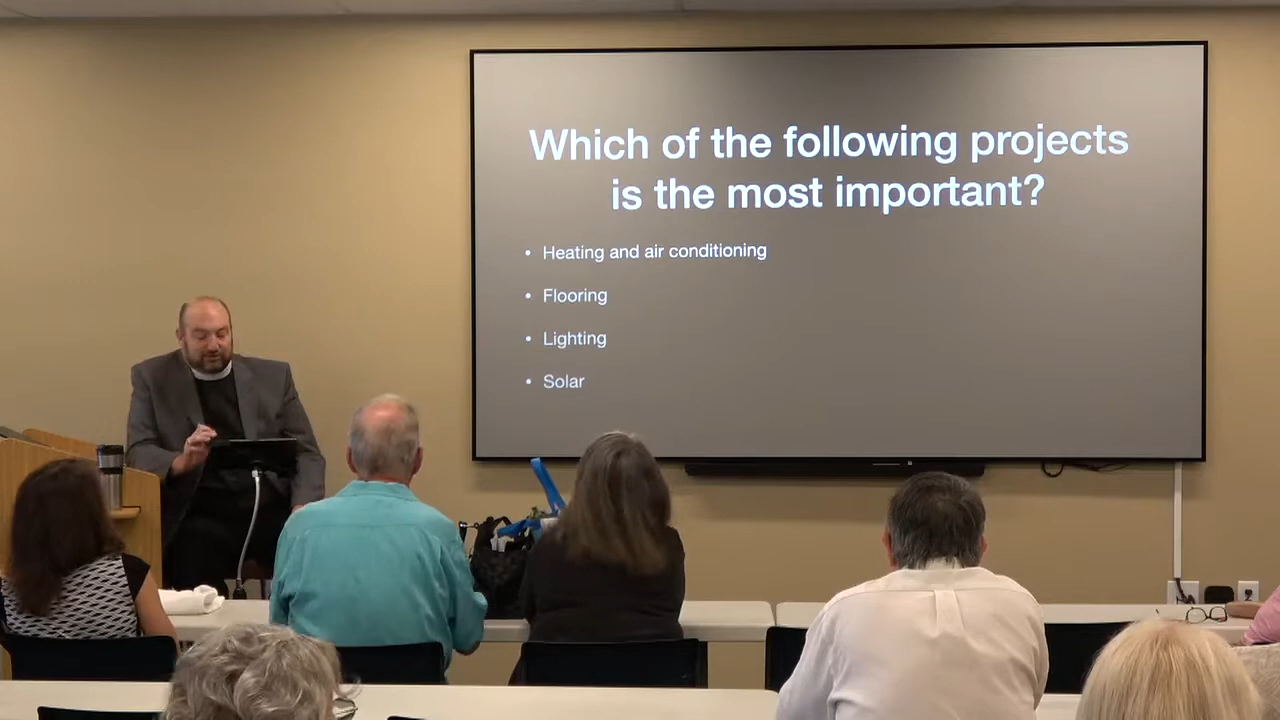 Which of the following projects
is the most important?
• Heating and air conditioning
• Flooring
• Lighting
• Solar